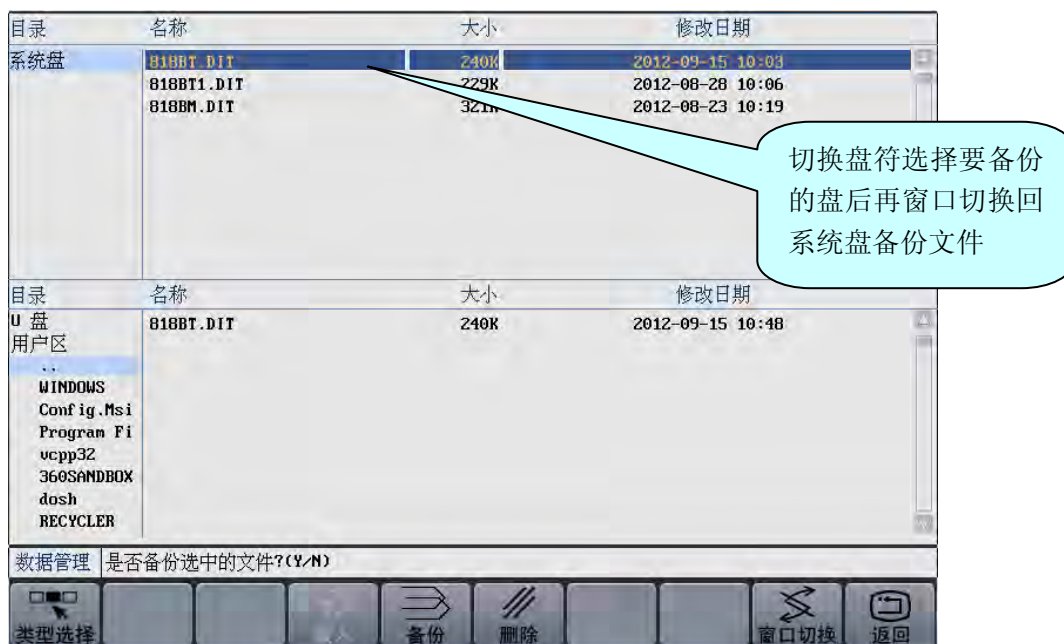 目录 名称 大小 修改日期
系统盘 818BT.DIT 240K 2012-09-15 10:03
818BT1.DIT 229K 2012-08-28 10:06
818BM.DIT 321K 2012-08-23 10:19
切换盘符选择要备份
的盘后再窗口切换回
系统盘备份文件
目录 名称 大小 修改日期
U 盘 818BT.DIT 240K 2012-09-15 10:48
用户区
..
WINDOWS
Config.Msi
Program Fi
vcpp32
360SANDBOX
dosh
RECYCLER
数据管理 是否备份选中的文件?(Y/N)
类型选择 备份 删除 窗口切换 返回